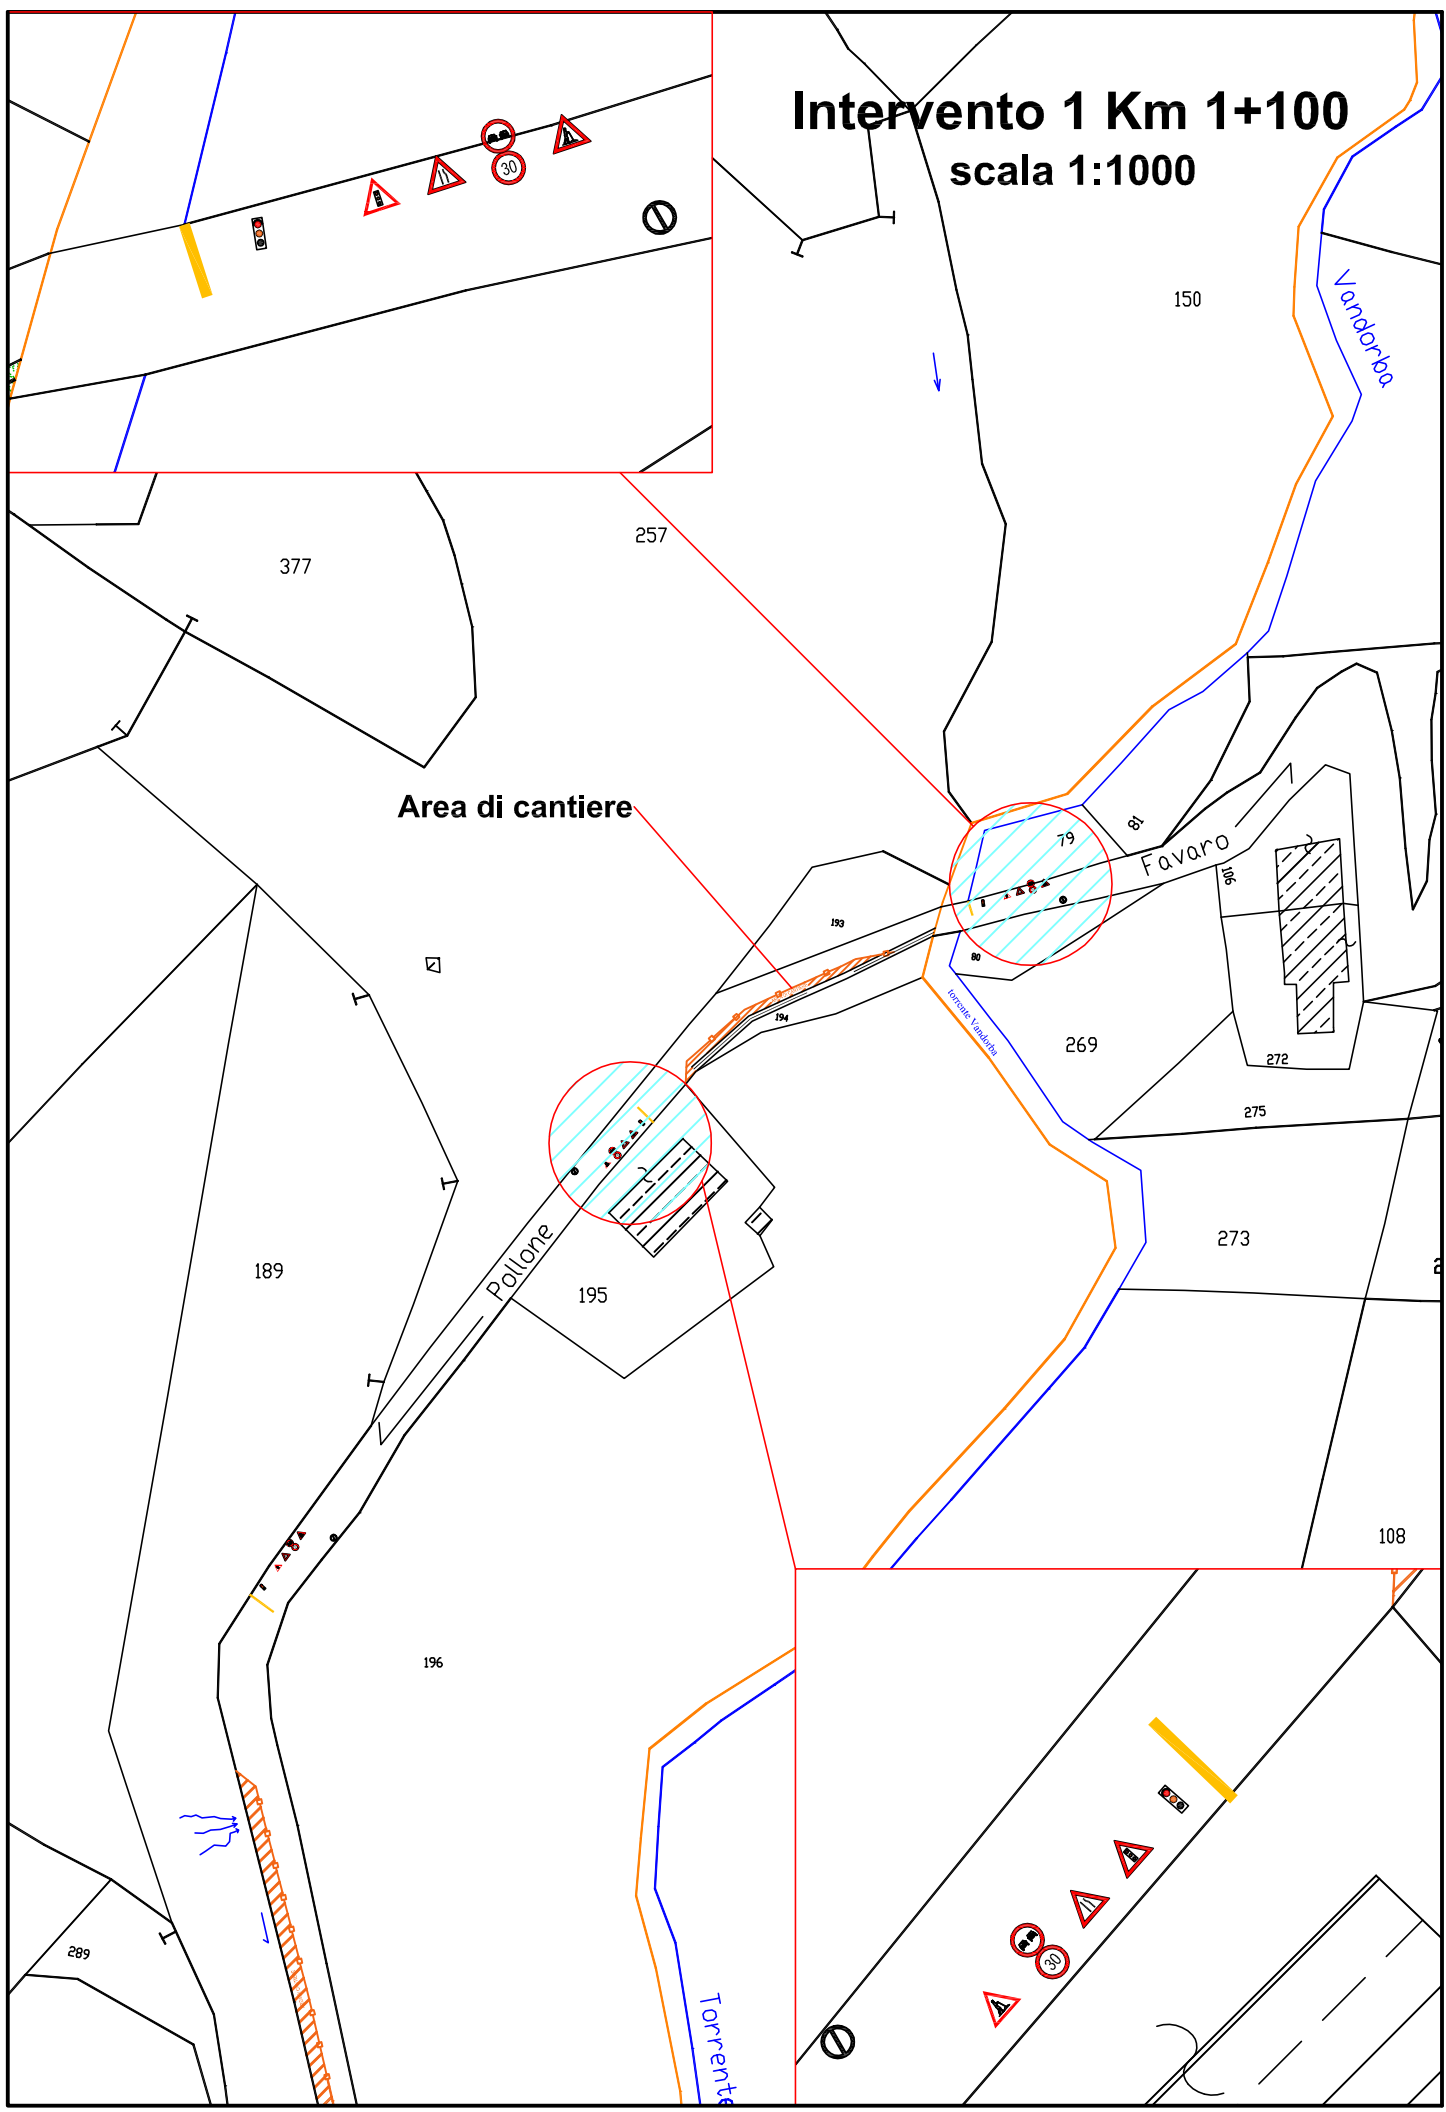 Intervento 1 Km 1+100
scala 1:1000
30
150
Vandorba
257
377
Area di cantiere
79
81
Favaro
106
193
80
194
torrente Vandorba
269
272
275
273
189
Pollone
195
108
196
289
30
Torrente